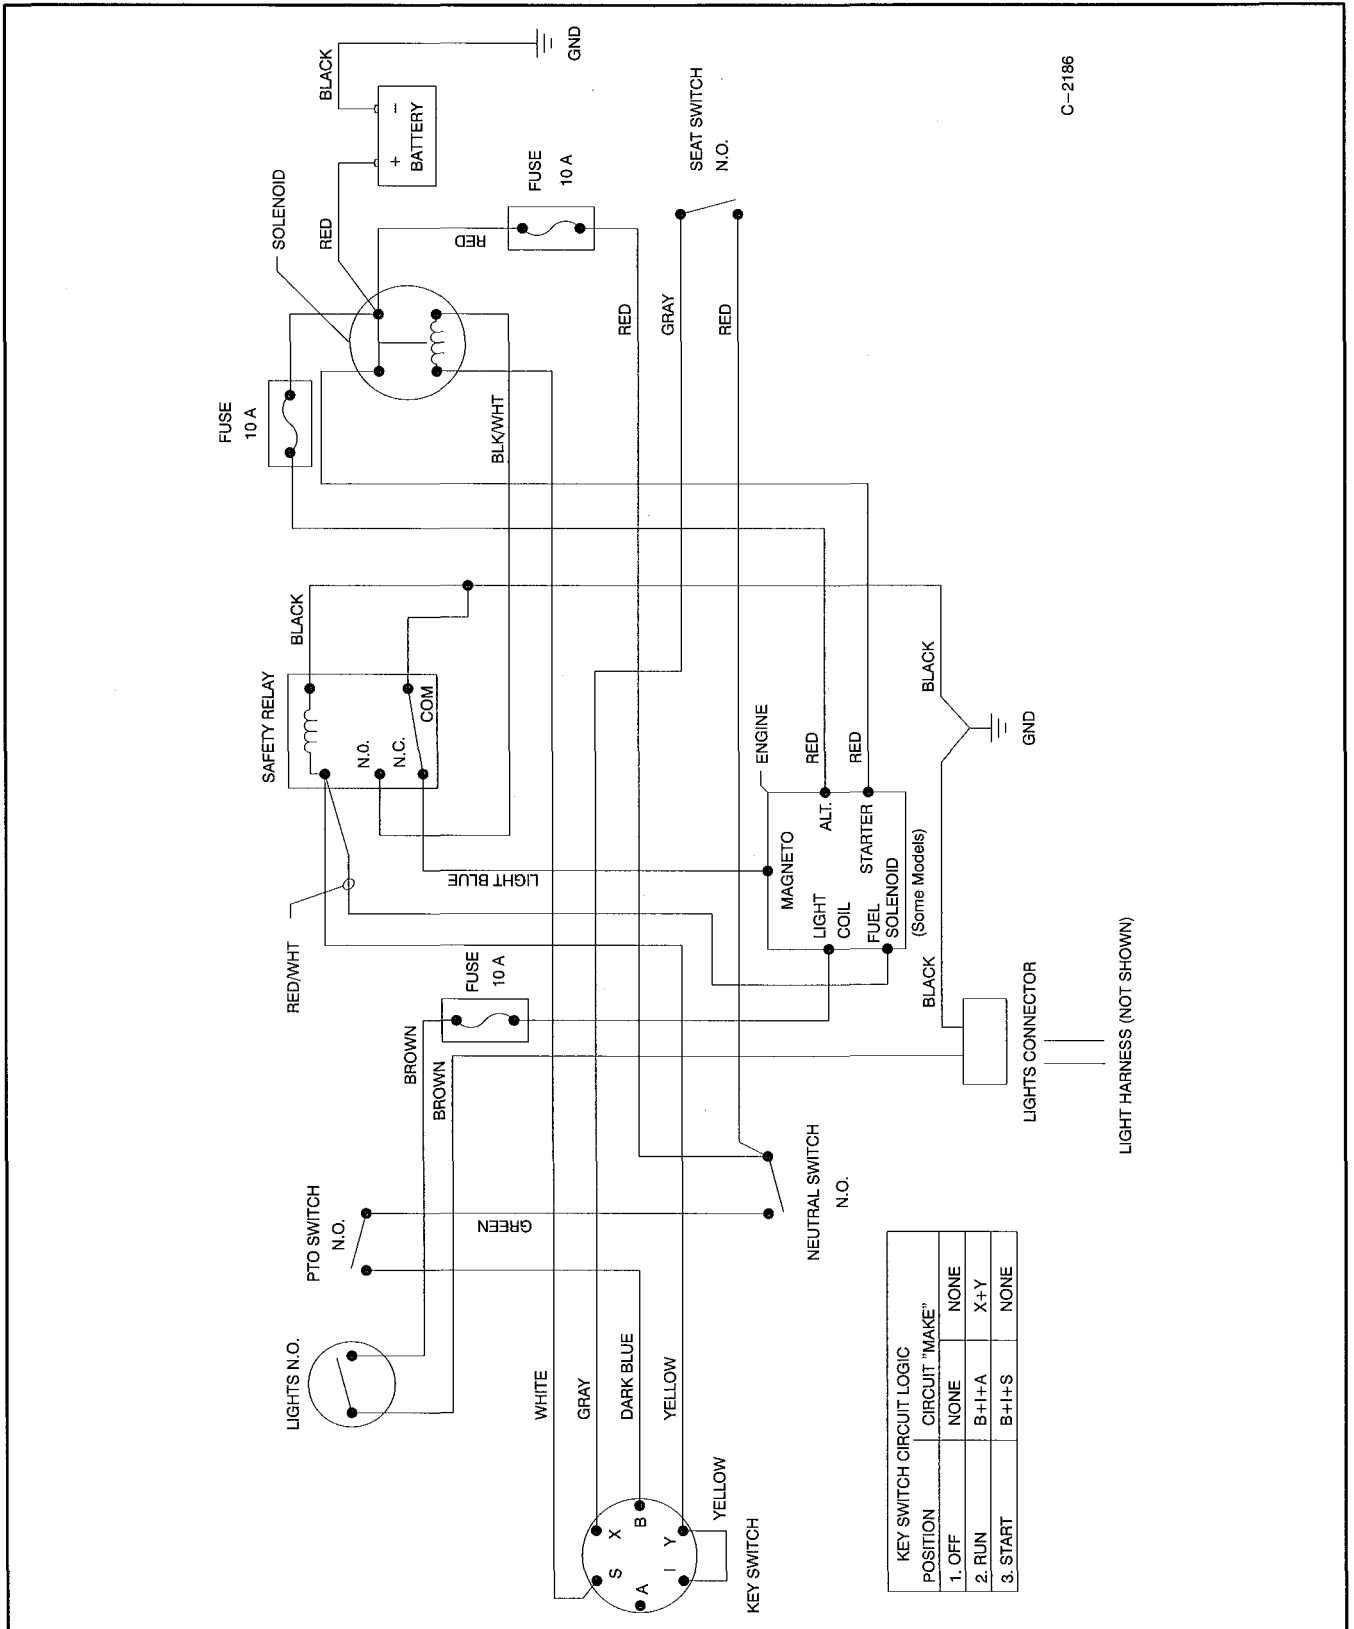 BLACK
GND
BATTERY
+
−
SOLENOID
RED
FUSE
10 A
RED
SEAT SWITCH
N.O.
C-2186
FUSE
10 A
BLK/WHT
RED
GRAY
RED
BLACK
SAFETY RELAY
COM
N.O.
N.C.
ENGINE
RED
RED
BLACK
GND
MAGNETO
ALT.
STARTER
LIGHT
COIL
FUEL
SOLENOID
(Some Models)
LIGHT BLUE
RED/WHT
FUSE
10 A
BLACK
LIGHTS CONNECTOR
LIGHT HARNESS (NOT SHOWN)
BROWN
BROWN
PTO SWITCH
N.O.
GREEN
NEUTRAL SWITCH
N.O.
LIGHTS N.O.
WHITE
GRAY
DARK BLUE
YELLOW
S
X
A
B
I
Y
YELLOW
KEY SWITCH
KEY SWITCH CIRCUIT LOGIC
POSITION CIRCUIT "MAKE"
1. OFF NONE NONE
2. RUN B+I+A X+Y
3. START B+I+S NONE